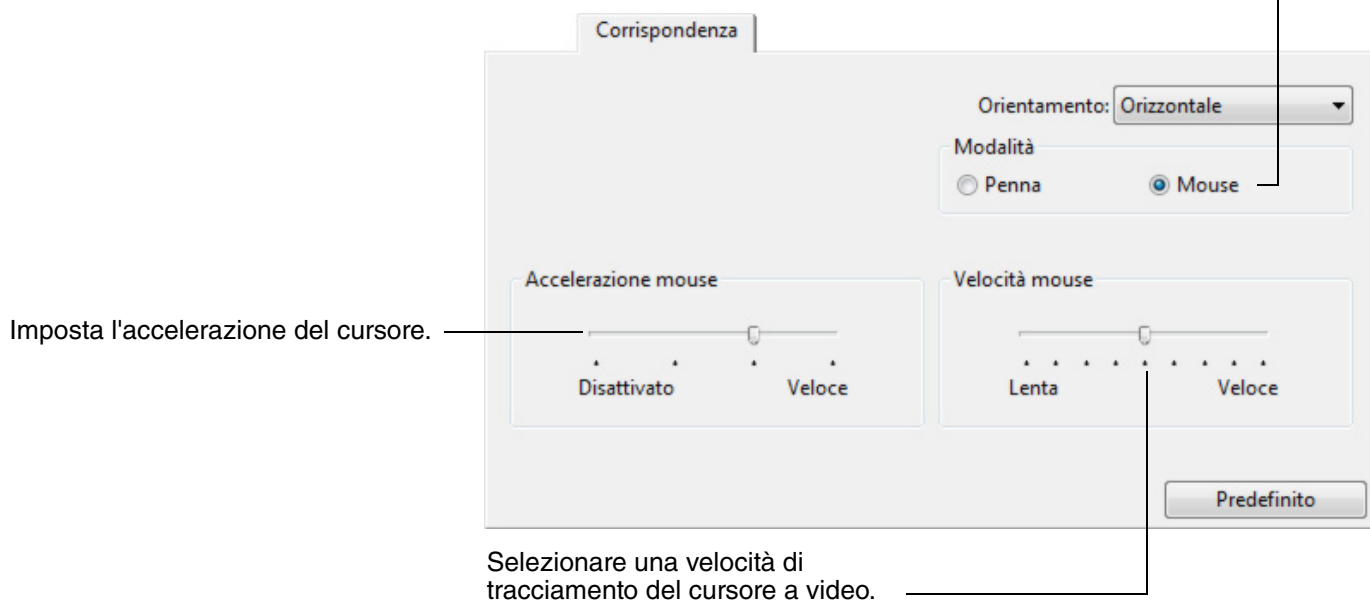 Corrispondenza
Orientamento: Orizzontale
Modalità
Penna Mouse
Accelerazione mouse Velocità mouse
Imposta l'accelerazione del cursore.
Disattivato Veloce Lenta Veloce
Predefinito
Selezionare una velocità di
tracciamento del cursore a video.